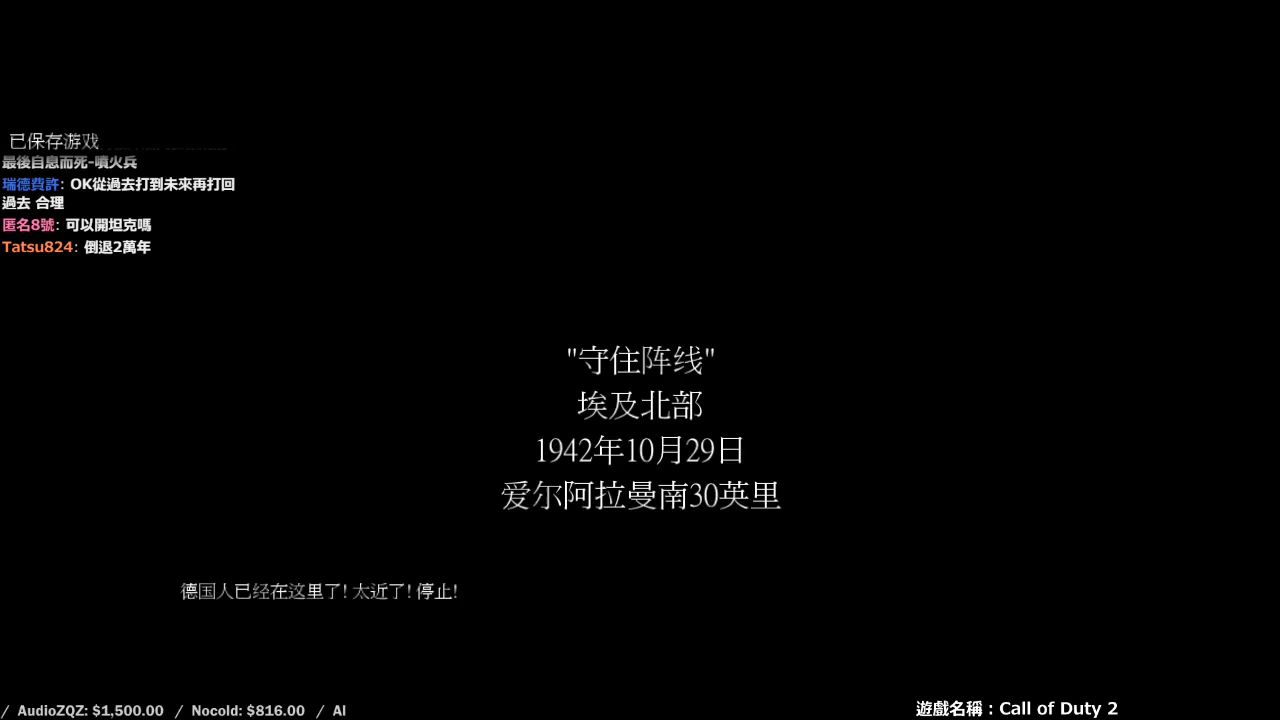 已保存游戏
最後自息而死-噴火兵
瑞德費許: OK從過去打到未來再打回
過去 合理
匿名8號: 可以開坦克嗎
Tatsu824: 倒退2萬年
"守住阵线"
埃及北部
1942年10月29日
爱尔阿拉曼南30英里
德国人已经在这里了! 太近了! 停止!
/ AudioZQZ: $1,500.00 / Nocold: $816.00 / Al
遊戲名稱：Call of Duty 2